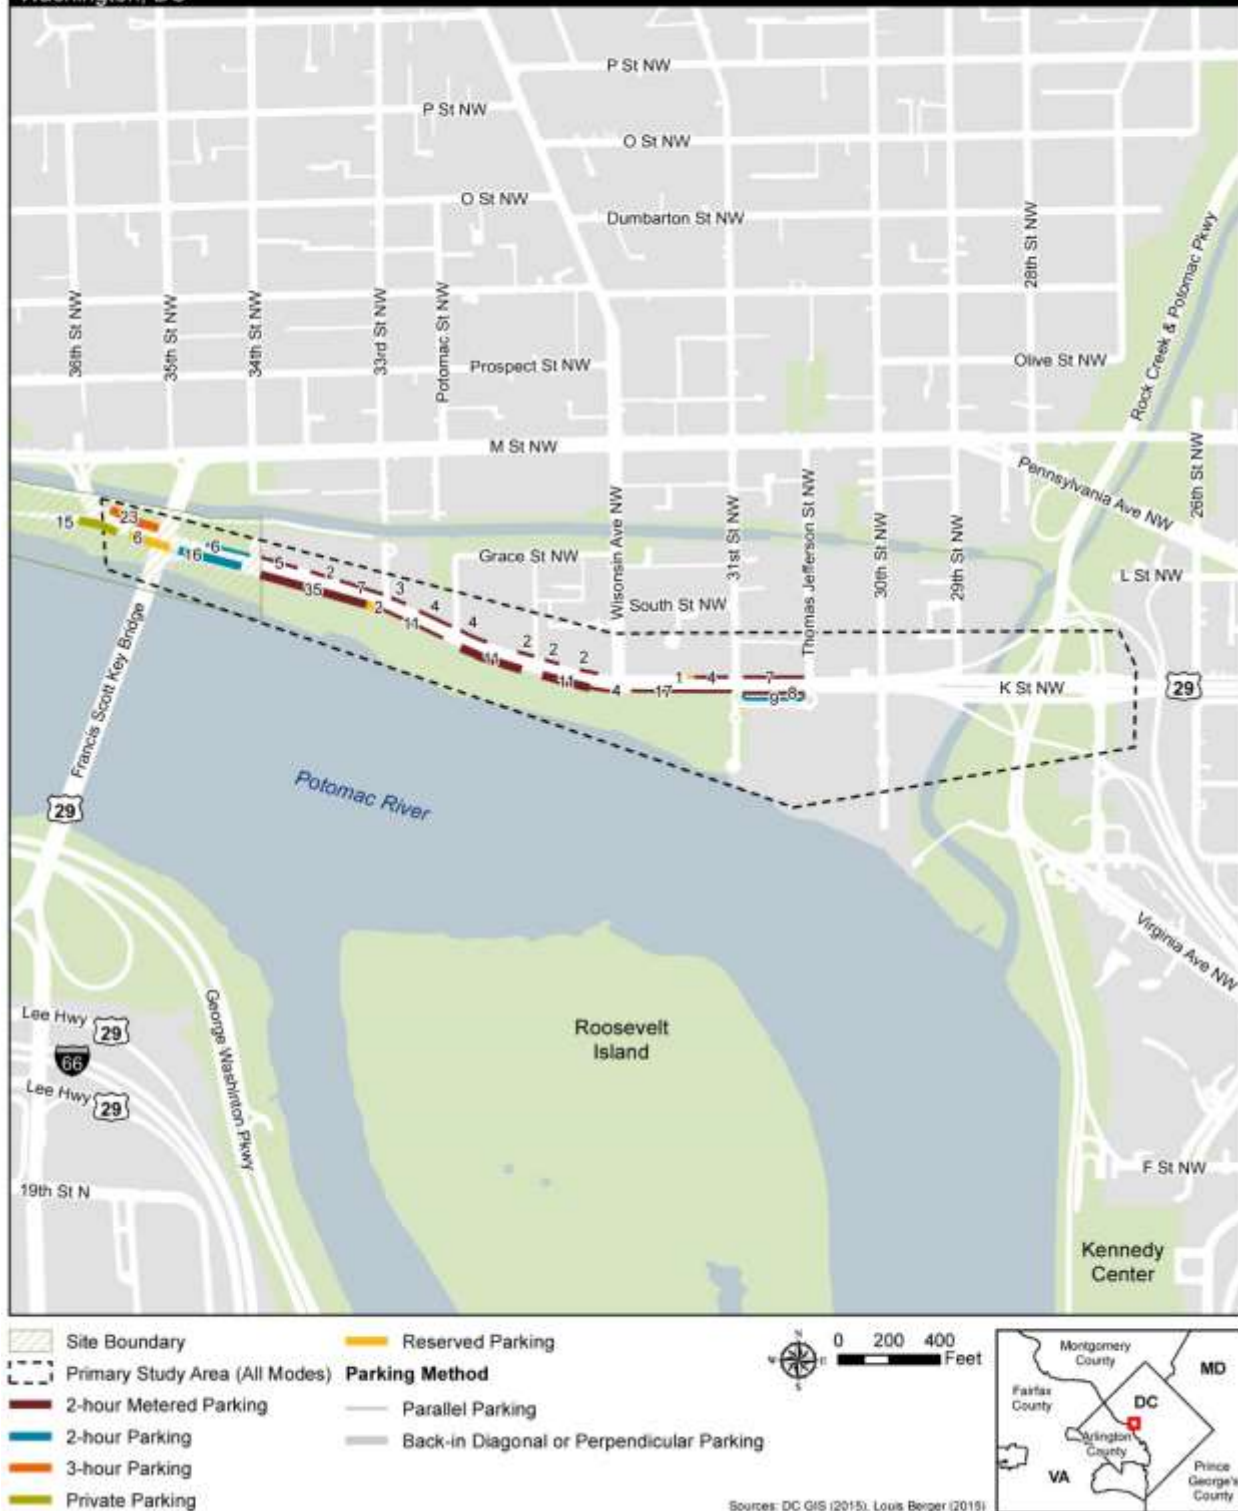 P St NW
P St NW
O St NW
O St NW
Dumbarton St NW
28th St NW
Rock Creek & Potomac Pkwy
36th St NW
35th St NW
34th St NW
33rd St NW
Potomac St NW
Prospect St NW
Olive St NW
M St NW
Pennsylvania Ave NW
26th St NW
Wisonsin Ave NW
31st St NW
Thomas Jefferson St NW
30th St NW
29th St NW
Grace St NW
South St NW
L St NW
15
23
6
16
6
5
2
7
3
4
4
2
2
2
35
2
11
11
11
4
1
4
7
17
8
9
K St NW
29
Francis Scott Key Bridge
29
Potomac River
Virginia Ave NW
Roosevelt
Island
Lee Hwy
29
66
Lee Hwy
29
George Washinton Pkwy
19th St N
F St NW
Kennedy
Center
Site Boundary
Primary Study Area (All Modes)
2-hour Metered Parking
2-hour Parking
3-hour Parking
Private Parking
Reserved Parking
Parking Method
Parallel Parking
Back-in Diagonal or Perpendicular Parking
N
E
S
W
0 200 400
Feet
Montgomery
County
MD
Fairfax
County
DC
Arlington
County
VA
Prince
George's
County
Sources: DC GIS (2015), Louis Berger (2015)